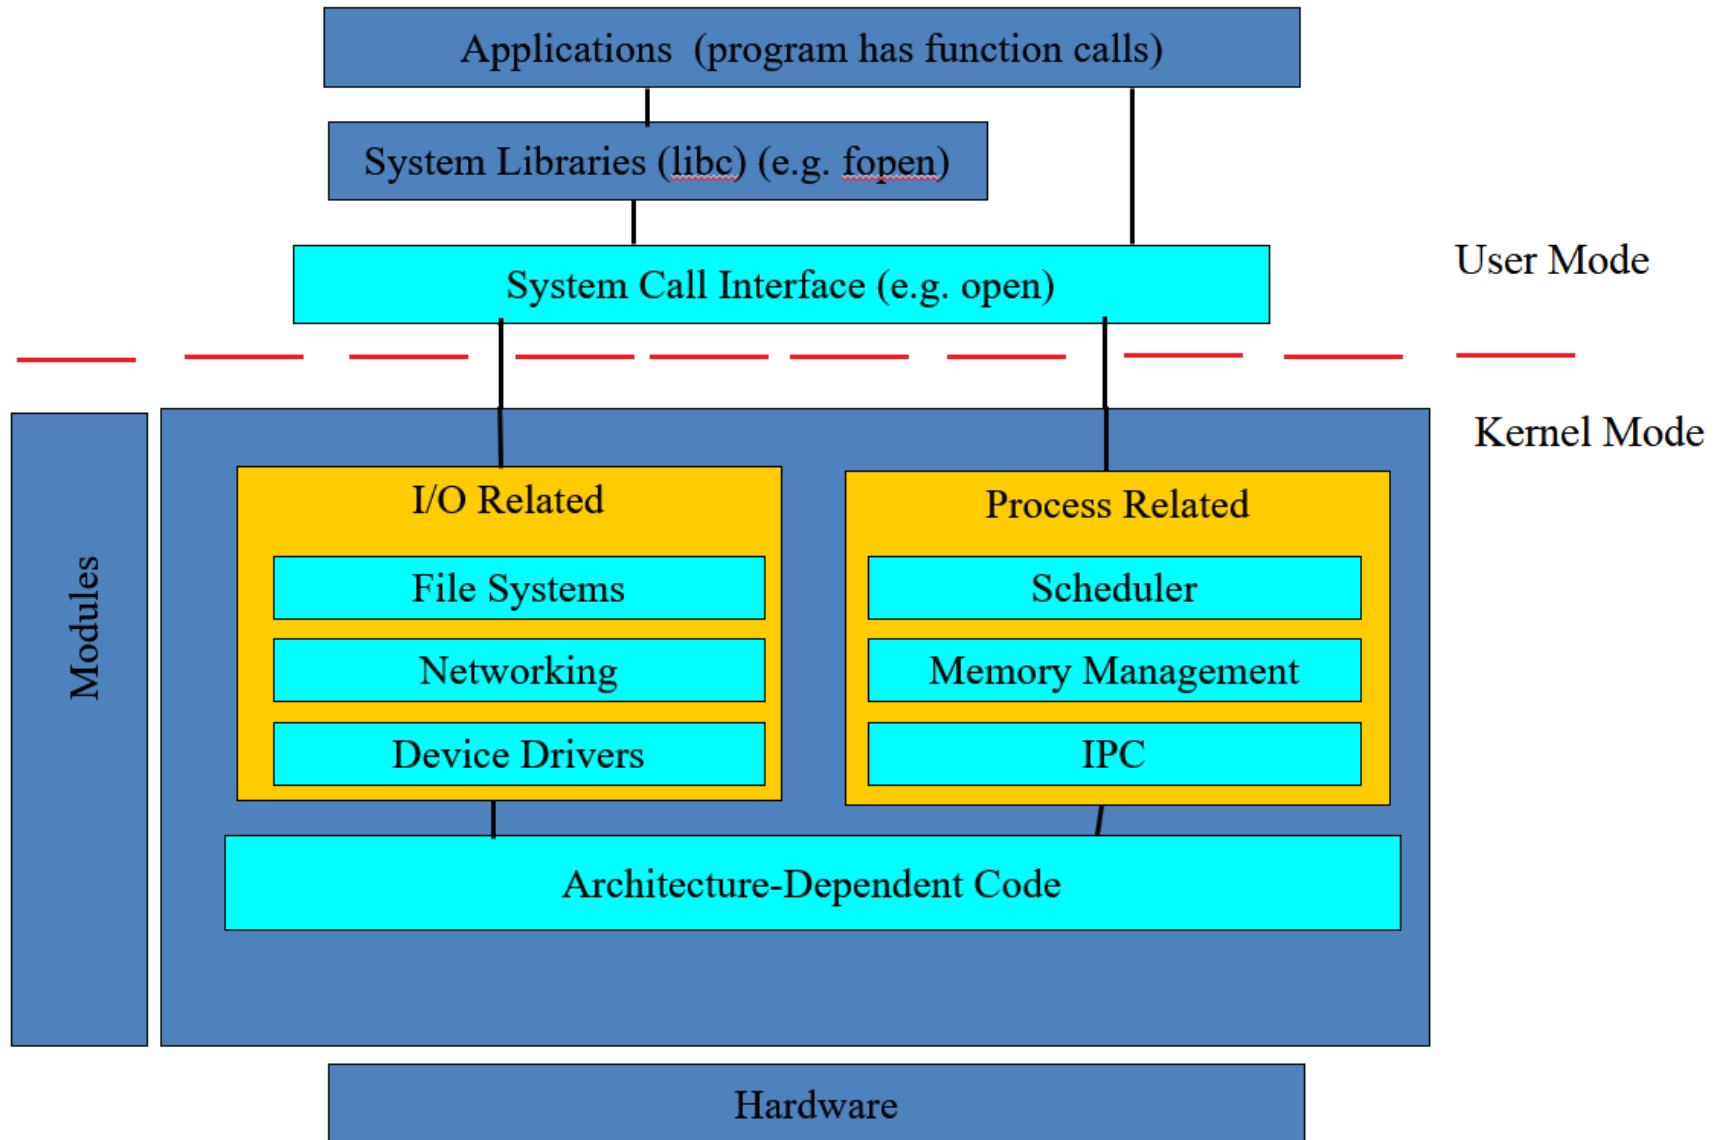 Applications  (program has function calls)
System Libraries (libc) (e.g. fopen)
System Call Interface (e.g. open)
User Mode
Kernel Mode
Modules
I/O Related
File Systems
Networking
Device Drivers
Process Related
Scheduler
Memory Management
IPC
Architecture-Dependent Code
Hardware